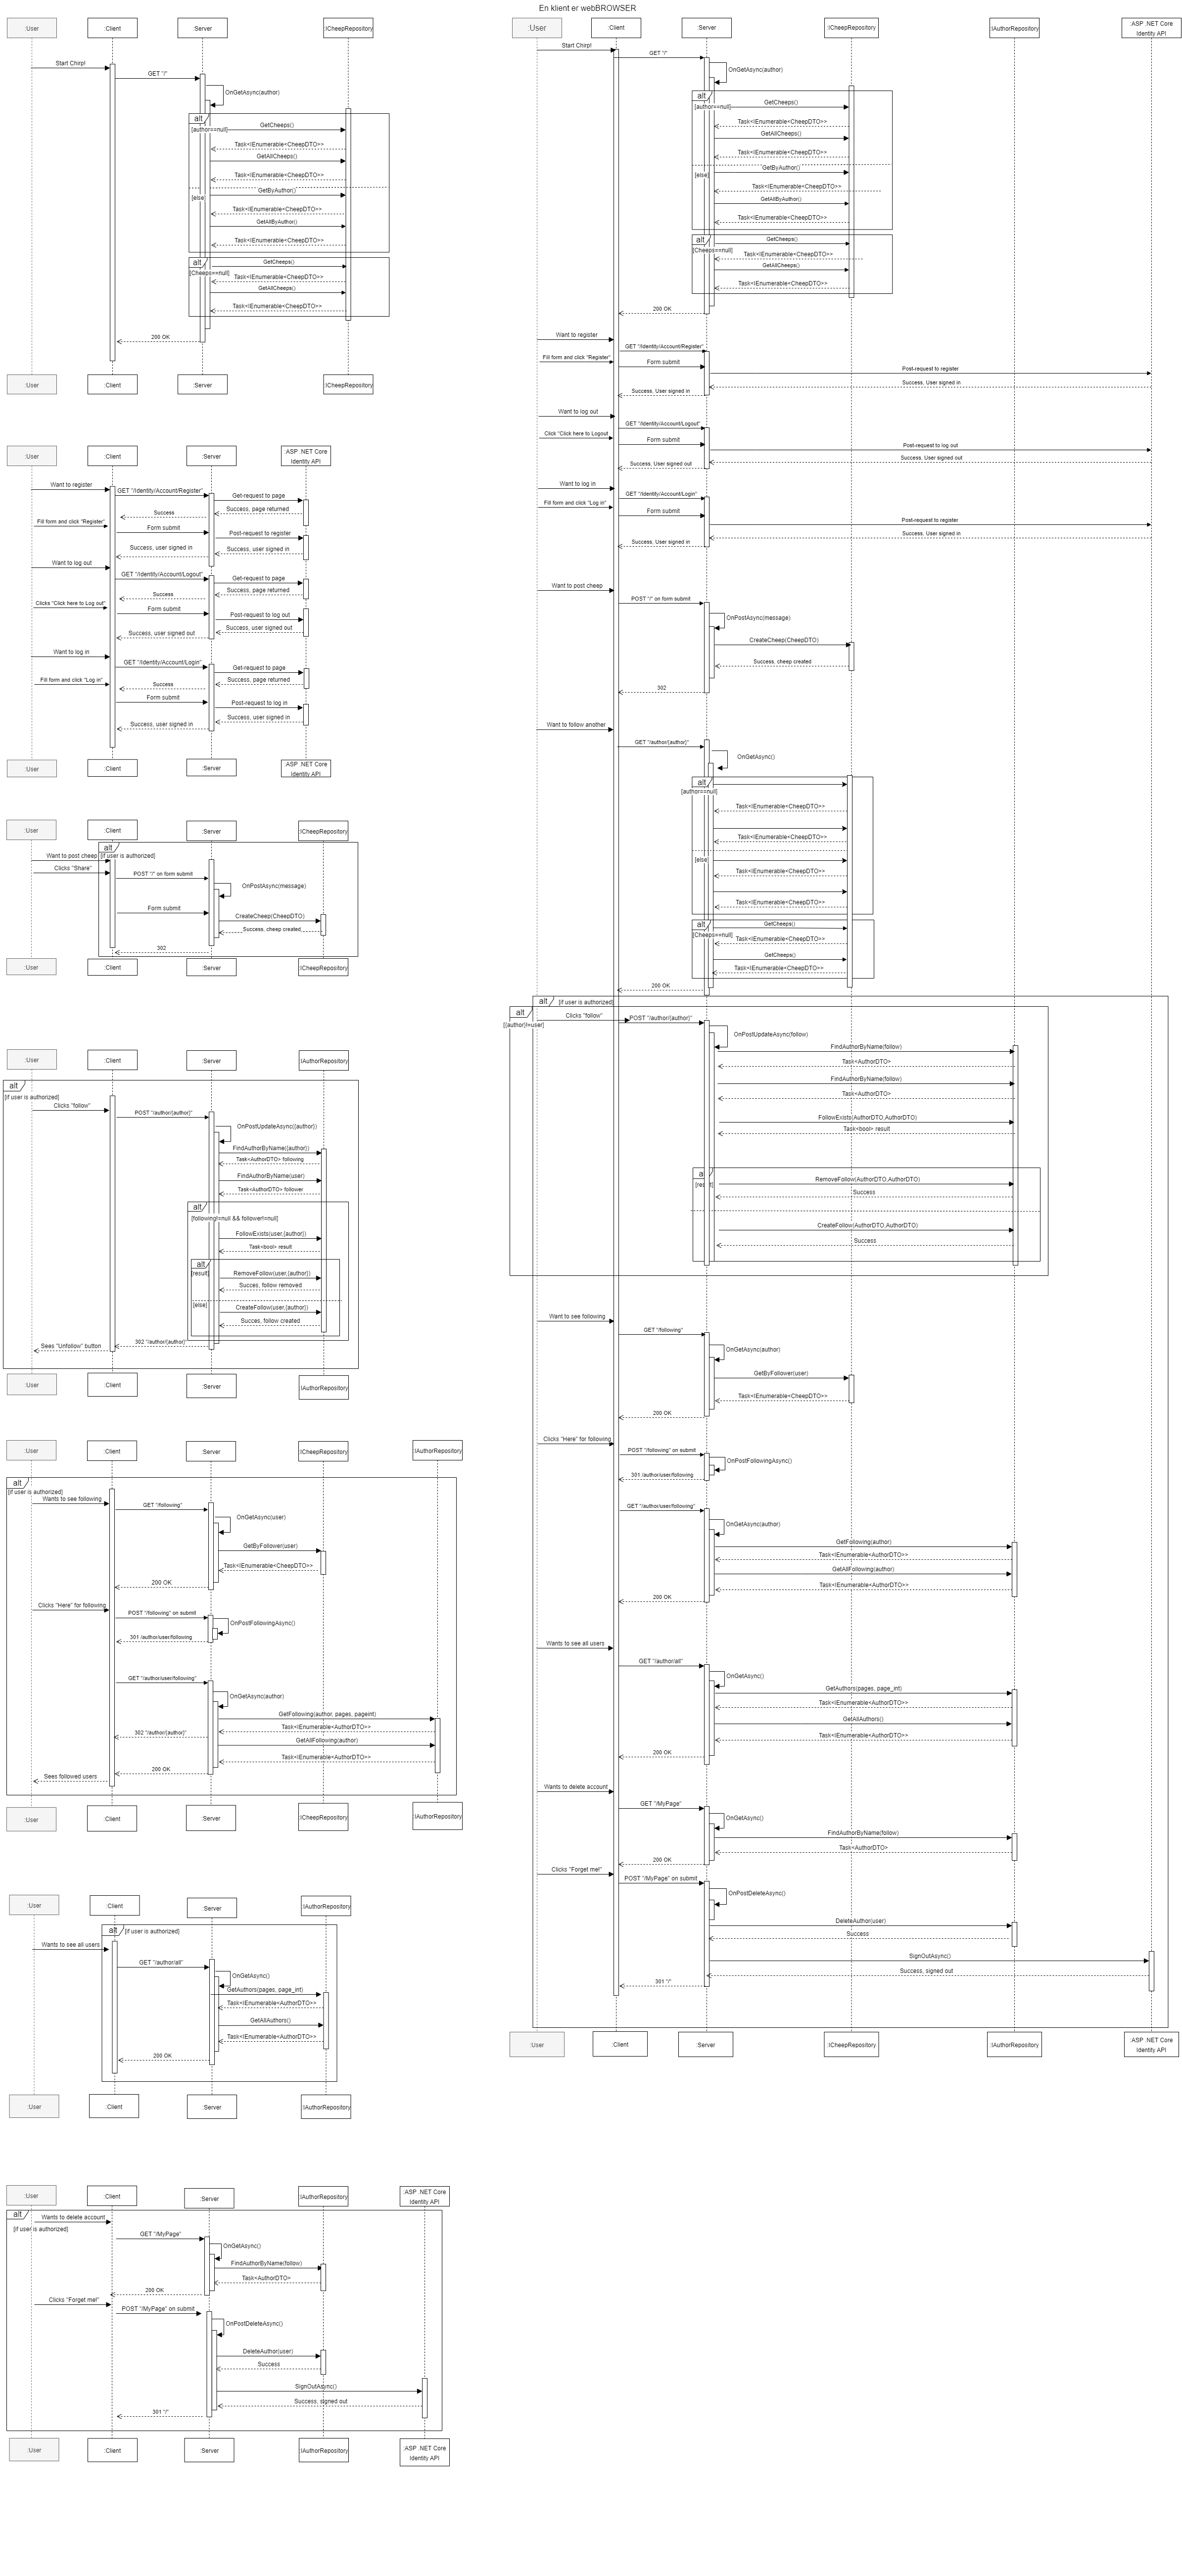 En klient er webBROWSER
:User
:Client
:Server
:ICheepRepository
Start Chirp!
GET "/"
OnGetAsync(author)
alt
[author==null]
GetCheeps()
Task<IEnumerable<CheepDTO>>
GetAllCheeps()
Task<IEnumerable<CheepDTO>>
[else]
GetByAuthor()
Task<IEnumerable<CheepDTO>>
GetAllByAuthor()
Task<IEnumerable<CheepDTO>>
alt
[Cheeps==null]
GetCheeps()
Task<IEnumerable<CheepDTO>>
GetAllCheeps()
Task<IEnumerable<CheepDTO>>
200 OK
:User
:Client
:Server
:ICheepRepository
:User
:Client
:Server
:ASP .NET Core
Identity API
Want to register
GET "/Identity/Account/Register"
Get-request to page
Success, page returned
Success
Fill form and click "Register"
Form submit
Post-request to register
Success, user signed in
Success, user signed in
Want to log out
GET "/Identity/Account/Logout"
Get-request to page
Success, page returned
Success
Clicks "Click here to Log out"
Form submit
Post-request to log out
Success, user signed out
Success, user signed out
Want to log in
GET "/Identity/Account/Login"
Get-request to page
Success, page returned
Success
Fill form and click "Log in"
Form submit
Post-request to log in
Success, user signed in
Success, user signed in
:User
:Client
:Server
:ASP .NET Core
Identity API
:User
:Client
:Server
:ICheepRepository
alt
[if user is authorized]
Want to post cheep
Clicks "Share"
POST "/" on form submit
OnPostAsync(message)
Form submit
CreateCheep(CheepDTO)
Success, cheep created
302
:User
:Client
:Server
:ICheepRepository
:User
:Client
:Server
:IAuthorRepository
alt
[if user is authorized]
Clicks "follow"
POST "/author/{author}"
OnPostUpdateAsync({author})
FindAuthorByName({author})
Task<AuthorDTO> following
FindAuthorByName(user)
Task<AuthorDTO> follower
alt
[following!=null && follower!=null]
FollowExists(user,{author})
Task<bool> result
alt
[result]
RemoveFollow(user,{author})
Succes, follow removed
[else]
CreateFollow(user,{author})
Succes, follow created
302 "/author/{author}
Sees "Unfollow" button
:User
:Client
:Server
:IAuthorRepository
:User
:Client
:Server
:ICheepRepository
:IAuthorRepository
alt
[if user is authorized]
Wants to see following
GET "/following"
OnGetAsync(user)
GetByFollower(user)
Task<IEnumerable<CheepDTO>>
200 OK
Clicks "Here" for following
POST "/following" on submit
OnPostFollowingAsync()
301 /author/user/following
GET "/author/user/following"
OnGetAsync(author)
GetFollowing(author, pages, pageint)
Task<IEnumerable<AuthorDTO>>
302 "/author/{author}"
GetAllFollowing(author)
Task<IEnumerable<AuthorDTO>>
200 OK
Sees followed users
:User
:Client
:Server
:ICheepRepository
:IAuthorRepository
:User
:Client
:Server
:IAuthorRepository
alt
[if user is authorized]
Wants to see all users
GET "/author/all"
OnGetAsync()
GetAuthors(pages, page_int)
Task<IEnumerable<AuthorDTO>>
GetAllAuthors()
Task<IEnumerable<AuthorDTO>>
200 OK
:User
:Client
:Server
:IAuthorRepository
:User
:Client
:Server
:IAuthorRepository
:ASP .NET Core
Identity API
alt
[if user is authorized]
Wants to delete account
GET "/MyPage"
OnGetAsync()
FindAuthorByName(follow)
Task<AuthorDTO>
200 OK
Clicks "Forget me!"
POST "/MyPage" on submit
OnPostDeleteAsync()
DeleteAuthor(user)
Success
SignOutAsync()
Success, signed out
301 "/"
:User
:Client
:Server
:IAuthorRepository
:ASP .NET Core
Identity API
:User
:Client
:Server
:ICheepRepository
:IAuthorRepository
:ASP .NET Core
Identity API
Start Chirp!
GET "/"
OnGetAsync(author)
alt
[author==null]
GetCheeps()
Task<IEnumerable<CheepDTO>>
GetAllCheeps()
Task<IEnumerable<CheepDTO>>
[else]
GetByAuthor()
Task<IEnumerable<CheepDTO>>
GetAllByAuthor()
Task<IEnumerable<CheepDTO>>
alt
[Cheeps==null]
GetCheeps()
Task<IEnumerable<CheepDTO>>
GetAllCheeps()
Task<IEnumerable<CheepDTO>>
200 OK
Want to register
GET "/Identity/Account/Register"
Fill form and click "Register"
Form submit
Post-request to register
Success, User signed in
Success, User signed in
Want to log out
GET "/Identity/Account/Logout"
Click "Click here to Logout
Form submit
Post-request to log out
Success, User signed out
Success, User signed out
Want to log in
GET "/Identity/Account/Login"
Fill form and click "Log in"
Form submit
Post-request to register
Success, User signed in
Success, User signed in
Want to post cheep
POST "/" on form submit
OnPostAsync(message)
CreateCheep(CheepDTO)
Success, cheep created
302
Want to follow another
GET "/author/{author}"
OnGetAsync()
alt
[author==null]
Task<IEnumerable<CheepDTO>>
Task<IEnumerable<CheepDTO>>
[else
Task<IEnumerable<CheepDTO>>
Task<IEnumerable<CheepDTO>>
alt
[Cheeps==null]
GetCheeps()
Task<IEnumerable<CheepDTO>>
GetCheeps()
Task<IEnumerable<CheepDTO>>
200 OK
alt
[if user is authorized]
alt
[{author}!=user]
Clicks "follow"
POST "/author/{author}"
OnPostUpdateAsync(follow)
FindAuthorByName(follow)
Task<AuthorDTO>
FindAuthorByName(follow)
Task<AuthorDTO>
FollowExists(AuthorDTO,AuthorDTO)
Task<bool> result
alt
[result]
RemoveFollow(AuthorDTO,AuthorDTO)
Success
CreateFollow(AuthorDTO,AuthorDTO)
Success
Want to see following
GET "/following"
OnGetAsync(author)
GetByFollower(user)
Task<IEnumerable<CheepDTO>>
200 OK
Clicks "Here" for following
POST "/following" on submit
OnPostFollowingAsync()
301 /author/user/following
GET "/author/user/following"
OnGetAsync(author)
GetFollowing(author)
Task<IEnumerable<AuthorDTO>>
GetAllFollowing(author)
Task<IEnumerable<AuthorDTO>>
200 OK
Wants to see all users
GET "/author/all"
OnGetAsync()
GetAuthors(pages, page_int)
Task<IEnumerable<AuthorDTO>>
GetAllAuthors()
Task<IEnumerable<AuthorDTO>>
200 OK
Wants to delete account
GET "/MyPage"
OnGetAsync()
FindAuthorByName(follow)
Task<AuthorDTO>
200 OK
Clicks "Forget me!"
POST "/MyPage" on submit
OnPostDeleteAsync()
DeleteAuthor(user)
Success
SignOutAsync()
Success, signed out
301 "/"
:User
:Client
:Server
:ICheepRepository
:IAuthorRepository
:ASP .NET Core
Identity API